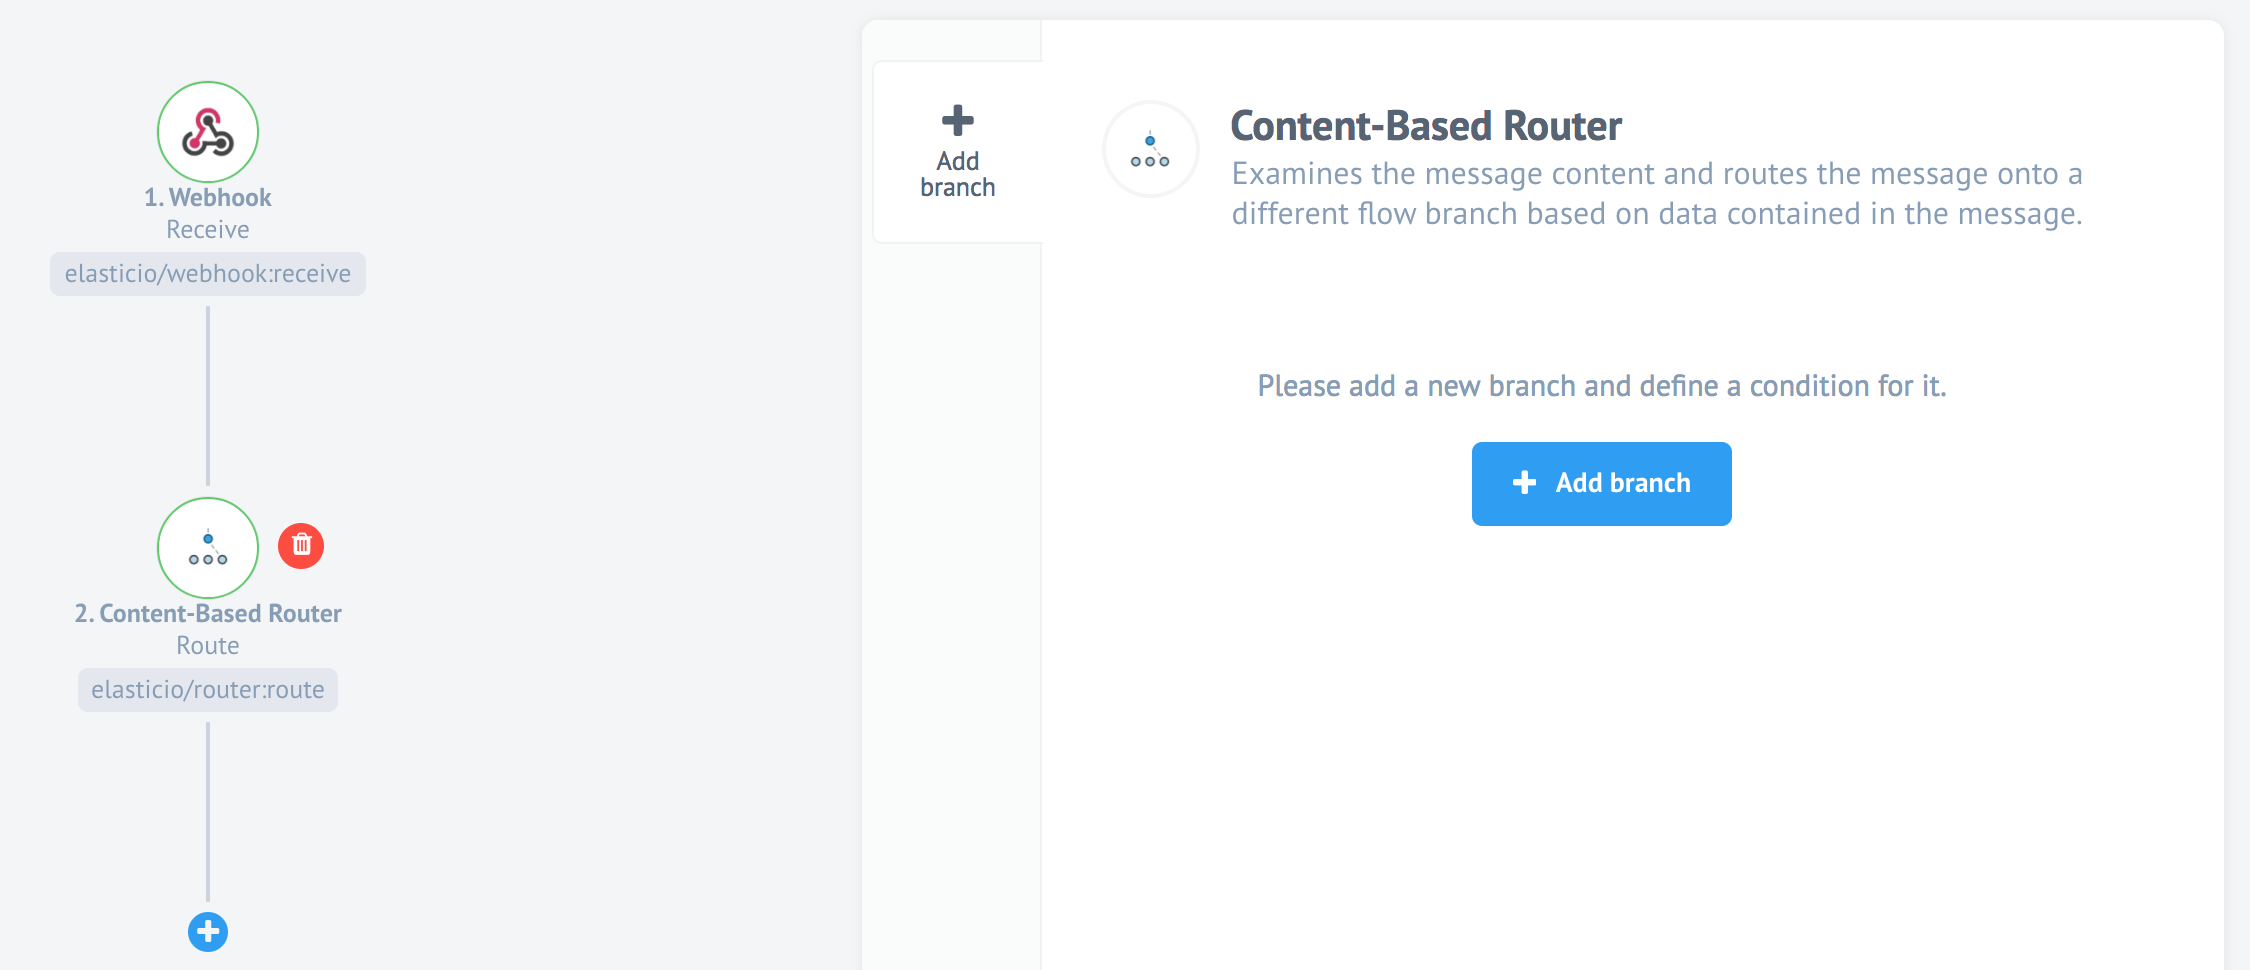 1. Webhook
Receive
elasticio/webhook:receive
2. Content-Based Router
Route
elasticio/router:route
Add
branch
Content-Based Router
Examines the message content and routes the message onto a
different flow branch based on data contained in the message.
Please add a new branch and define a condition for it.
Add branch